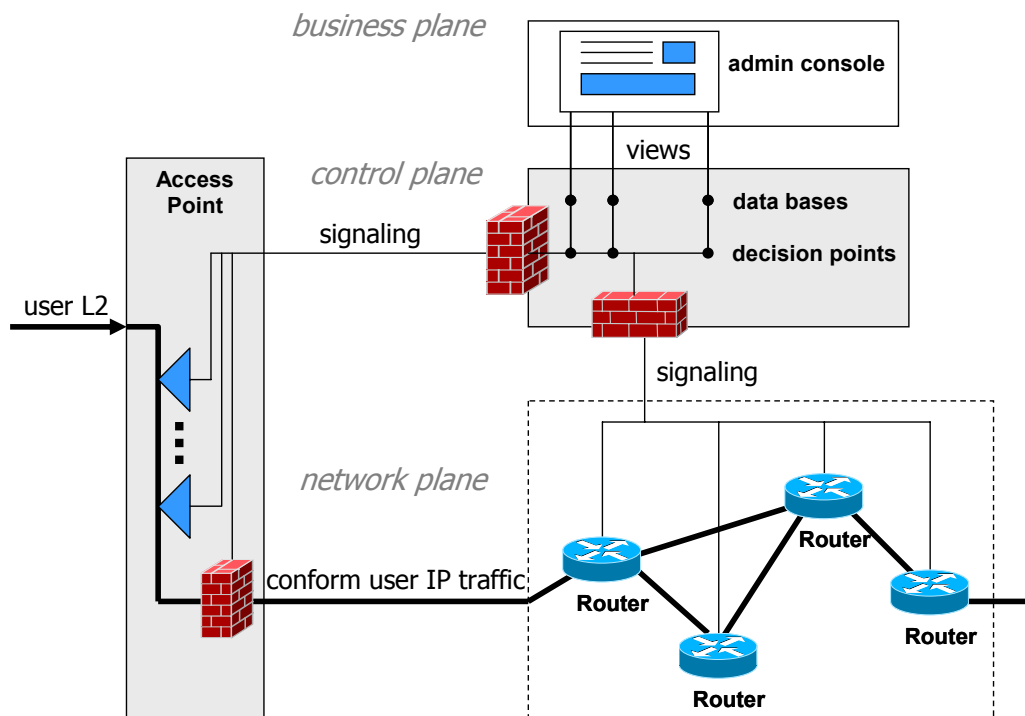 business plane
admin console
views
Access
Point
control plane
data bases
signaling
decision points
user L2
signaling
network plane
Router
conform user IP traffic
Router
Router
Router